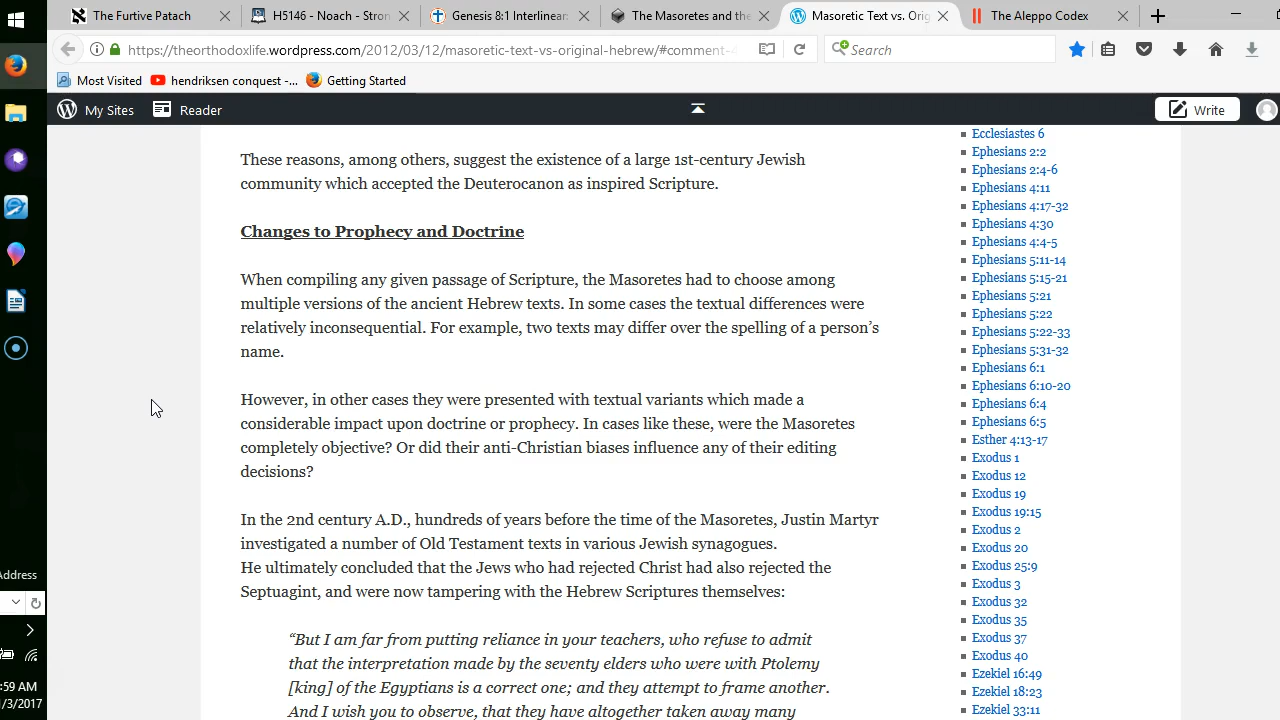 The Furtive Patach
H5146 - Noach - Stron
Genesis 8:1 Interlinear:
The Masoretes and the
Masoretic Text vs. Orig
The Aleppo Codex
https://theorthodoxlife.wordpress.com/2012/03/12/masoretic-text-vs-original-hebrew/#comment-
Search
Most Visited
hendriksen conquest -...
Getting Started
My Sites
Reader
Write
These reasons, among others, suggest the existence of a large 1st-century Jewish
community which accepted the Deuterocanon as inspired Scripture.
Changes to Prophecy and Doctrine
When compiling any given passage of Scripture, the Masoretes had to choose among
multiple versions of the ancient Hebrew texts. In some cases the textual differences were
relatively inconsequential. For example, two texts may differ over the spelling of a person’s
name.
However, in other cases they were presented with textual variants which made a
considerable impact upon doctrine or prophecy. In cases like these, were the Masoretes
completely objective? Or did their anti-Christian biases influence any of their editing
decisions?
In the 2nd century A.D., hundreds of years before the time of the Masoretes, Justin Martyr
investigated a number of Old Testament texts in various Jewish synagogues.
He ultimately concluded that the Jews who had rejected Christ had also rejected the
Septuagint, and were now tampering with the Hebrew Scriptures themselves:
“But I am far from putting reliance in your teachers, who refuse to admit
that the interpretation made by the seventy elders who were with Ptolemy
[king] of the Egyptians is a correct one; and they attempt to frame another.
And I wish you to observe, that they have altogether taken away many
Ecclesiastes 6
Ephesians 2:2
Ephesians 2:4-6
Ephesians 4:11
Ephesians 4:17-32
Ephesians 4:30
Ephesians 4:4-5
Ephesians 5:11-14
Ephesians 5:15-21
Ephesians 5:21
Ephesians 5:22
Ephesians 5:22-33
Ephesians 5:31-32
Ephesians 6:1
Ephesians 6:10-20
Ephesians 6:4
Ephesians 6:5
Esther 4:13-17
Exodus 1
Exodus 12
Exodus 19
Exodus 19:15
Exodus 2
Exodus 20
Exodus 25:9
Exodus 3
Exodus 32
Exodus 35
Exodus 37
Exodus 40
Ezekiel 16:49
Ezekiel 18:23
Ezekiel 33:11
Address
:59 AM
1/3/2017